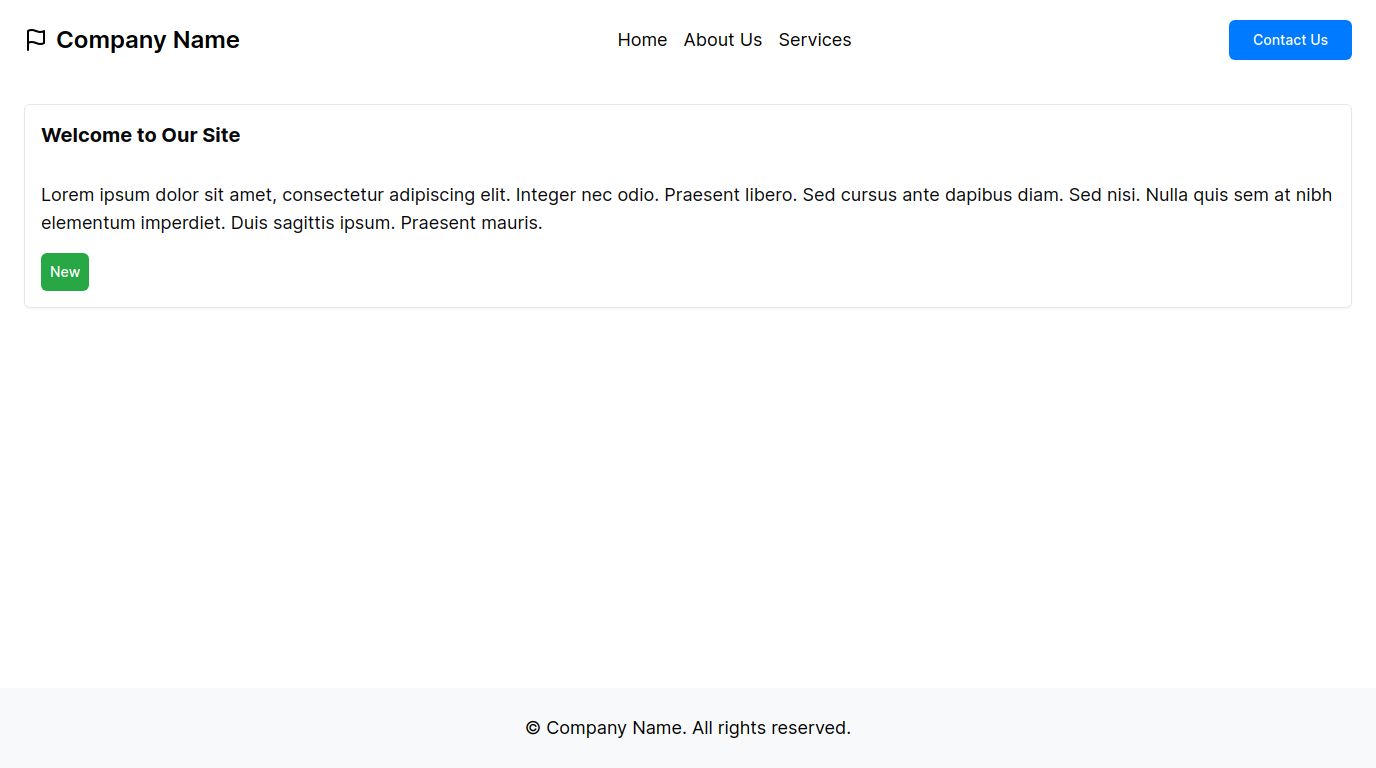 Company Name
Home About Us Services
Contact Us
Welcome to Our Site
Lorem ipsum dolor sit amet, consectetur adipiscing elit. Integer nec odio. Praesent libero. Sed cursus ante dapibus diam. Sed nisi. Nulla quis sem at nibh
elementum imperdiet. Duis sagittis ipsum. Praesent mauris.
New
© Company Name. All rights reserved.